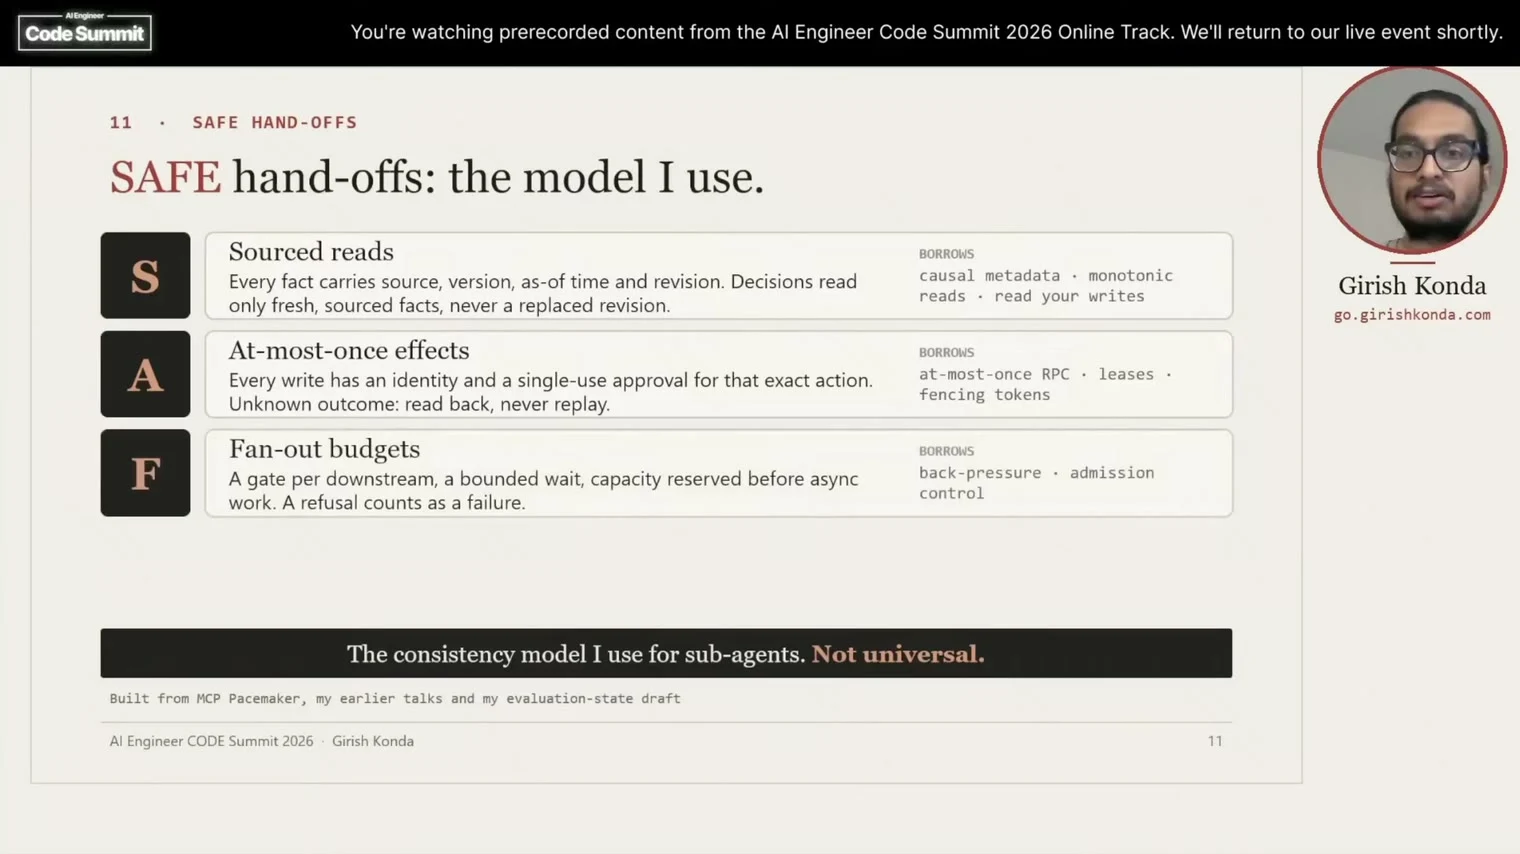 AI Engineer
Code Summit
You're watching prerecorded content from the AI Engineer Code Summit 2026 Online Track. We'll return to our live event shortly.
11 · SAFE HAND-OFFS
SAFE hand-offs: the model I use.
S
Sourced reads
Every fact carries source, version, as-of time and revision. Decisions read
only fresh, sourced facts, never a replaced revision.
BORROWS
causal metadata · monotonic
reads · read your writes
A
At-most-once effects
Every write has an identity and a single-use approval for that exact action.
Unknown outcome: read back, never replay.
BORROWS
at-most-once RPC · leases ·
fencing tokens
F
Fan-out budgets
A gate per downstream, a bounded wait, capacity reserved before async
work. A refusal counts as a failure.
BORROWS
back-pressure · admission
control
The consistency model I use for sub-agents. Not universal.
Built from MCP Pacemaker, my earlier talks and my evaluation-state draft
AI Engineer CODE Summit 2026 · Girish Konda
11
Girish Konda
go.girishkonda.com